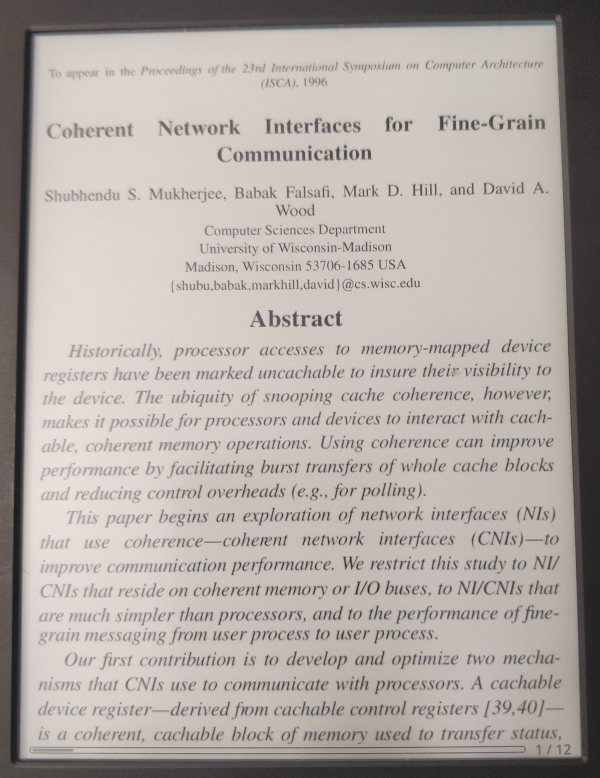 To appear in the Proceedings of the 23rd International Symposium on Computer Architecture
(ISCA), 1996
Coherent Network Interfaces for Fine-Grain
Communication
Shubhendu S. Mukherjee, Babak Falsafi, Mark D. Hill, and David A.
Wood
Computer Sciences Department
University of Wisconsin-Madison
Madison, Wisconsin 53706-1685 USA
{shubu,babak,markhill,david}@cs.wisc.edu
Abstract
Historically, processor accesses to memory-mapped device
registers have been marked uncachable to insure their visibility to
the device. The ubiquity of snooping cache coherence, however,
makes it possible for processors and devices to interact with cach-
able, coherent memory operations. Using coherence can improve
performance by facilitating burst transfers of whole cache blocks
and reducing control overheads (e.g., for polling).
This paper begins an exploration of network interfaces (NIs)
that use coherence—coherent network interfaces (CNIs)—to
improve communication performance. We restrict this study to NI/
CNIs that reside on coherent memory or I/O buses, to NI/CNIs that
are much simpler than processors, and to the performance of fine-
grain messaging from user process to user process.
Our first contribution is to develop and optimize two mecha-
nisms that CNIs use to communicate with processors. A cachable
device register—derived from cachable control registers [39,40]—
is a coherent, cachable block of memory used to transfer status,
1 / 12